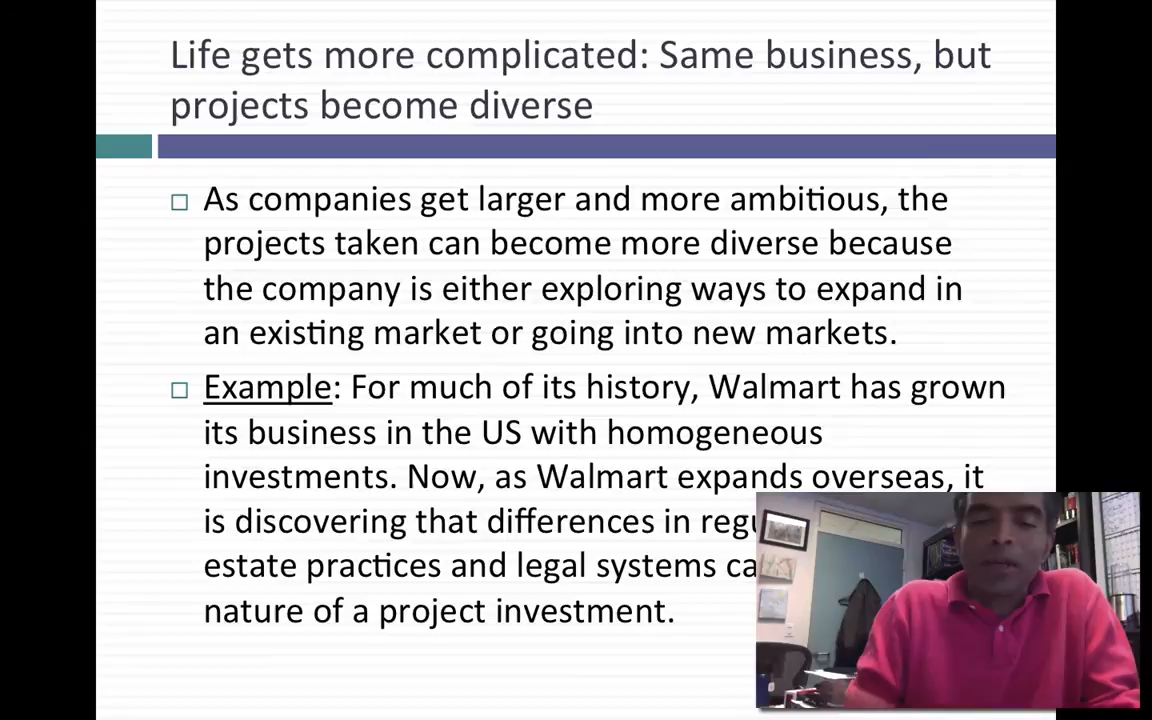 Life gets more complicated: Same business, but
projects become diverse
As companies get larger and more ambitious, the
projects taken can become more diverse because
the company is either exploring ways to expand in
an existing market or going into new markets.
Example: For much of its history, Walmart has grown
its business in the US with homogeneous
investments. Now, as Walmart expands overseas, it
is discovering that differences in
estate practices and legal systems
nature of a project investment.